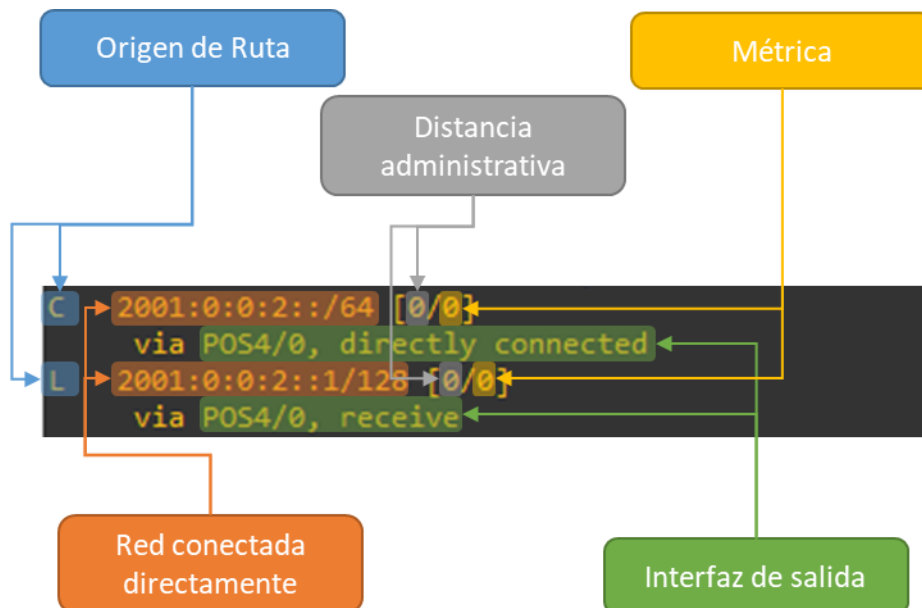 Origen de Ruta
Métrica
Distancia
administrativa
C 2001:0:0:2::/64 [0/0]
via POS4/0, directly connected
L 2001:0:0:2::1/128 [0/0]
via POS4/0, receive
Red conectada
directamente
Interfaz de salida